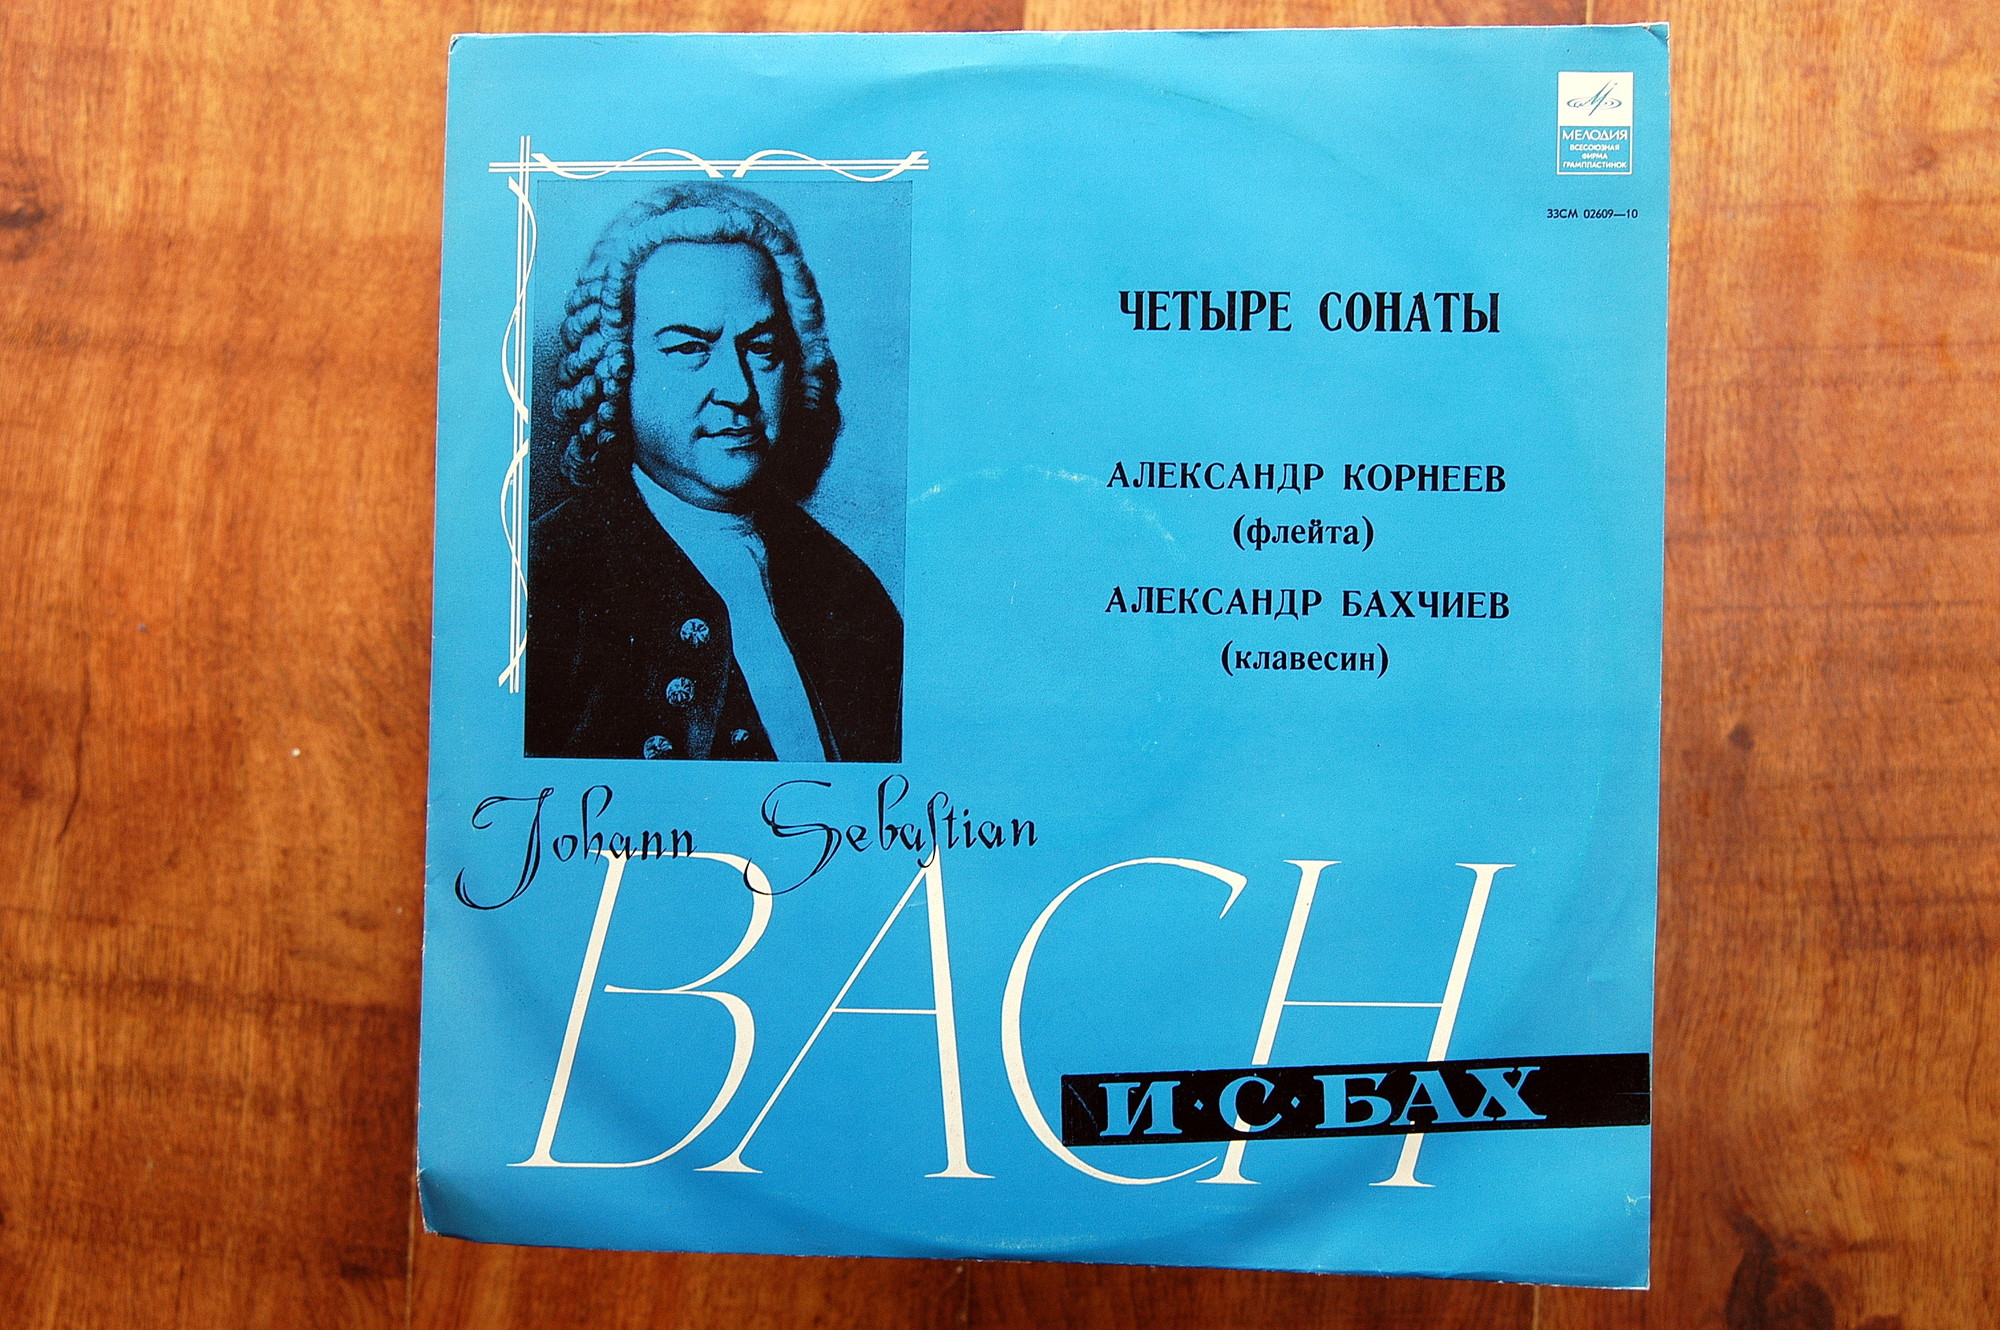 МЕЛОДИЯ
ВСЕСОЮЗНАЯ
ФИРМА
ГРАМПЛАСТИНОК
33СМ 02609—10
ЧЕТЫРЕ СОНАТЫ
АЛЕКСАНДР КОРНЕЕВ
(флейта)
АЛЕКСАНДР БАХЧИЕВ
(клавесин)
Johann Sebastian
BACH
И·С·БАХ